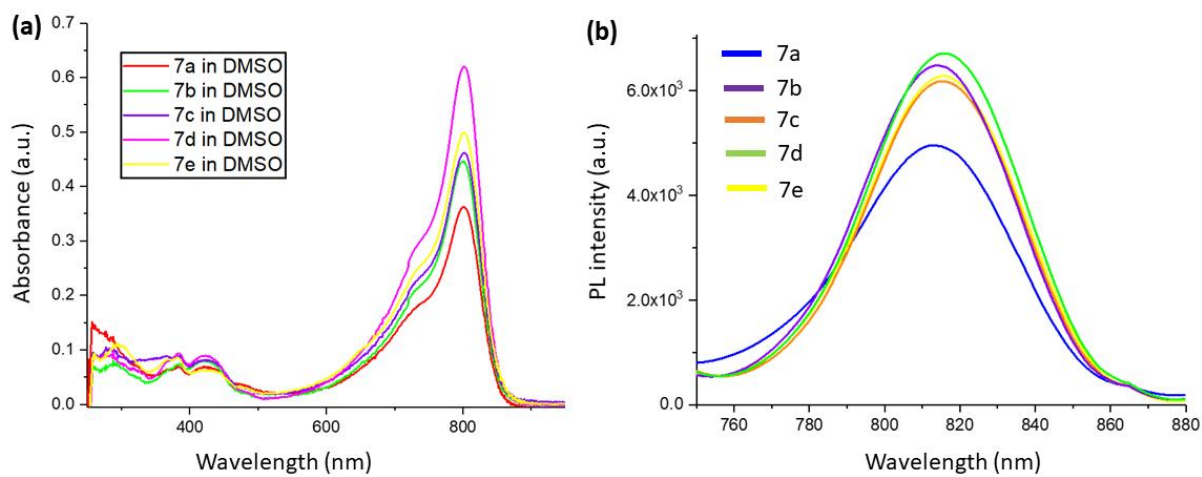 (a)
0.7
0.6
0.5
0.4
0.3
0.2
0.1
0.0
Absorbance (a.u.)
7a in DMSO
7b in DMSO
7c in DMSO
7d in DMSO
7e in DMSO
400
600
800
Wavelength (nm)
(b)
6.0x10³
4.0x10³
2.0x10³
0.0
PL intensity (a.u.)
7a
7b
7c
7d
7e
760
780
800
820
840
860
880
Wavelength (nm)